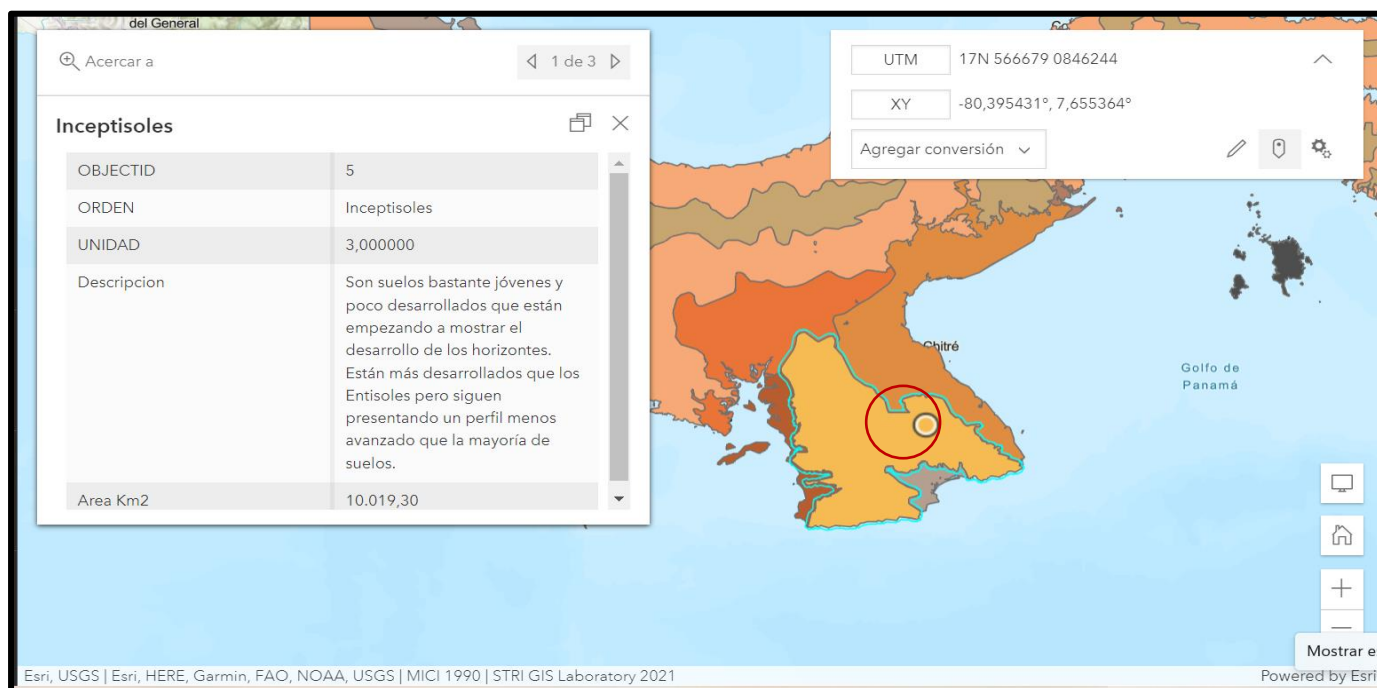 del General
Acercar a
1 de 3
Inceptisoles
OBJECTID 5
ORDEN Inceptisoles
UNIDAD 3,000000
Descripcion Son suelos bastante jóvenes y
poco desarrollados que están
empezando a mostrar el
desarrollo de los horizontes.
Están más desarrollados que los
Entisoles pero siguen
presentando un perfil menos
avanzado que la mayoría de
suelos.
Area Km2 10.019,30
UTM 17N 566679 0846244
XY -80,395431°, 7,655364°
Agregar conversión
Chitré
Golfo de
Panamá
Mostrar es
Esri, USGS | Esri, HERE, Garmin, FAO, NOAA, USGS | MICI 1990 | STRI GIS Laboratory 2021
Powered by Esri